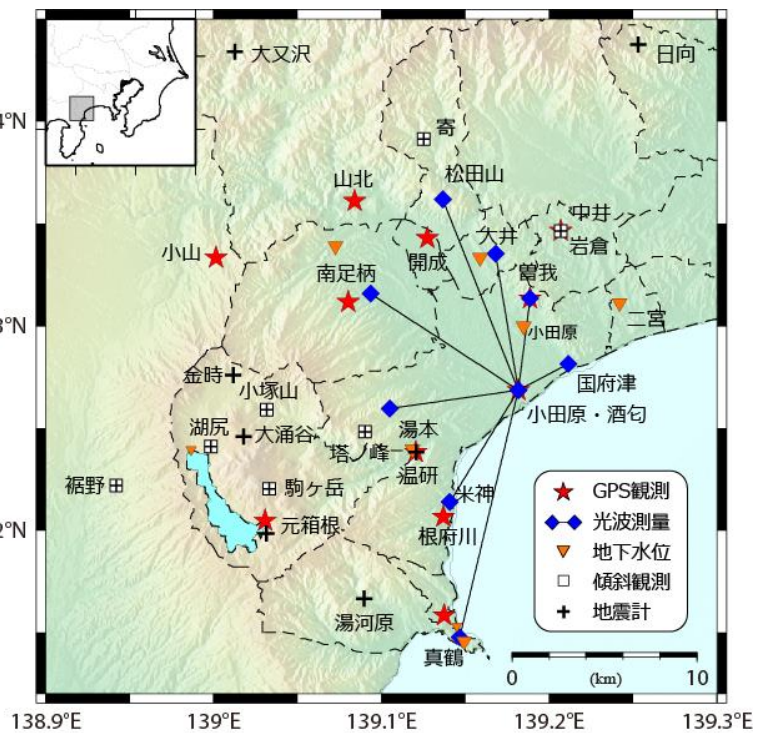 大又沢
日向
4°N
寄
山北
松田山
中井
小山
大井
岩倉
開成
南足柄
曽我
小田原
二宮
3°N
金時
小塚山
国府津
小田原・酒匂
湖尻
大涌谷
湯本
塔ノ峰
温研
裾野
駒ヶ岳
米神
元箱根
根府川
2°N
湯河原
真鶴
GPS観測
光波測量
地下水位
傾斜観測
地震計
0
(km)
10
138.9°E
139°E
139.1°E
139.2°E
139.3°E